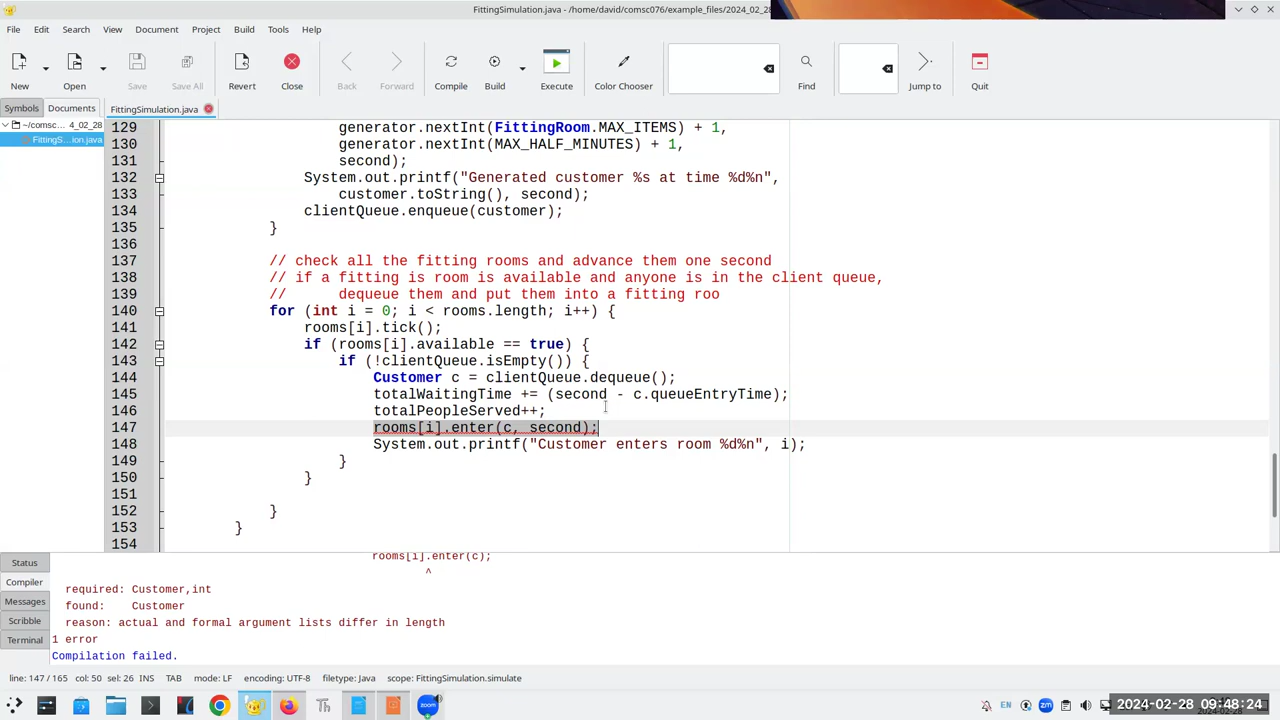 FittingSimulation.java - /home/david/comsc076/example_files/2024_02_28
File Edit Search View Document Project Build Tools Help
New Open Save Save All Revert Close Back Forward Compile Build Execute Color Chooser Find Jump to Quit
Symbols Documents FittingSimulation.java
~/comsc... 4_02_28
FittingS...ion.java
129 generator.nextInt(FittingRoom.MAX_ITEMS) + 1,
130 generator.nextInt(MAX_HALF_MINUTES) + 1,
131 second);
132 System.out.printf("Generated customer %s at time %d%n",
133 customer.toString(), second);
134 clientQueue.enqueue(customer);
135 }
136
137 // check all the fitting rooms and advance them one second
138 // if a fitting is room is available and anyone is in the client queue,
139 // dequeue them and put them into a fitting roo
140 for (int i = 0; i < rooms.length; i++) {
141 rooms[i].tick();
142 if (rooms[i].available == true) {
143 if (!clientQueue.isEmpty()) {
144 Customer c = clientQueue.dequeue();
145 totalWaitingTime += (second - c.queueEntryTime);
146 totalPeopleServed++;
147 rooms[i].enter(c, second);
148 System.out.printf("Customer enters room %d%n", i);
149 }
150 }
151
152 }
153 }
154
Status
Compiler
Messages
Scribble
Terminal
rooms[i].enter(c);
^
required: Customer,int
found: Customer
reason: actual and formal argument lists differ in length
1 error
Compilation failed.
line: 147 / 165 col: 50 sel: 26 INS TAB mode: LF encoding: UTF-8 filetype: Java scope: FittingSimulation.simulate
Th zoom EN zm 2024-02-28 09:48:24